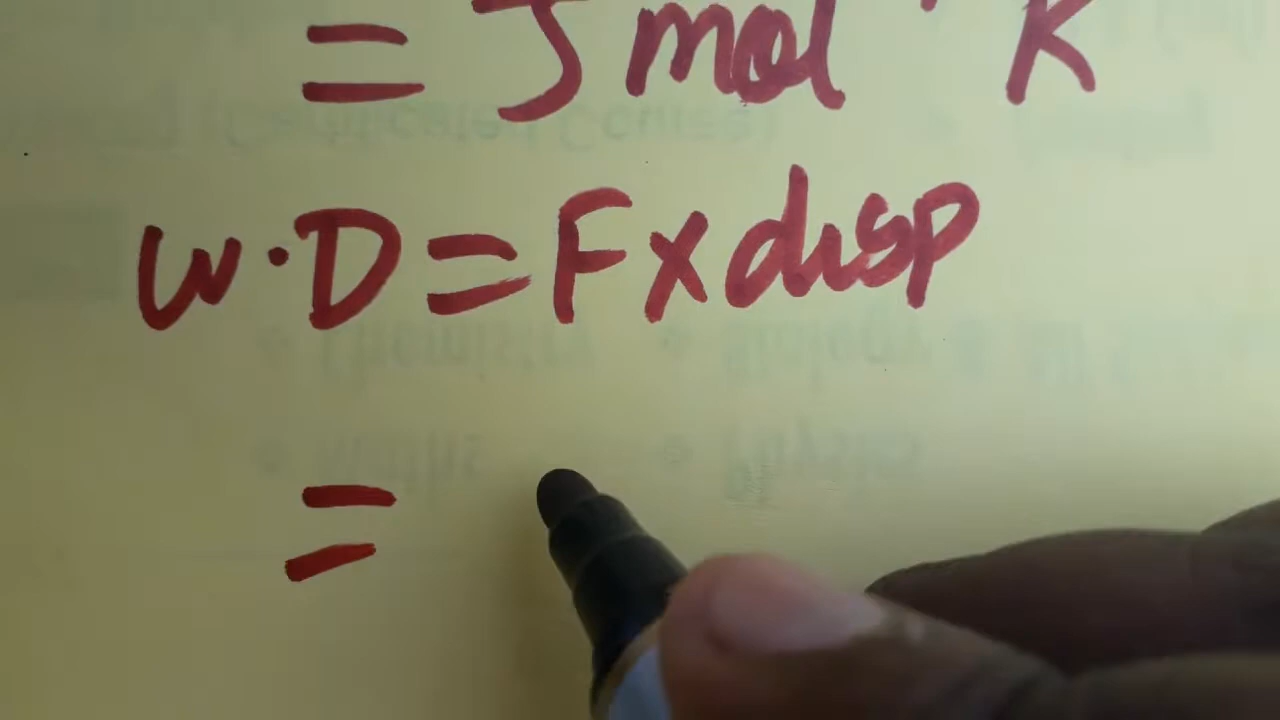 = J mol K
W.D = F x disp
=